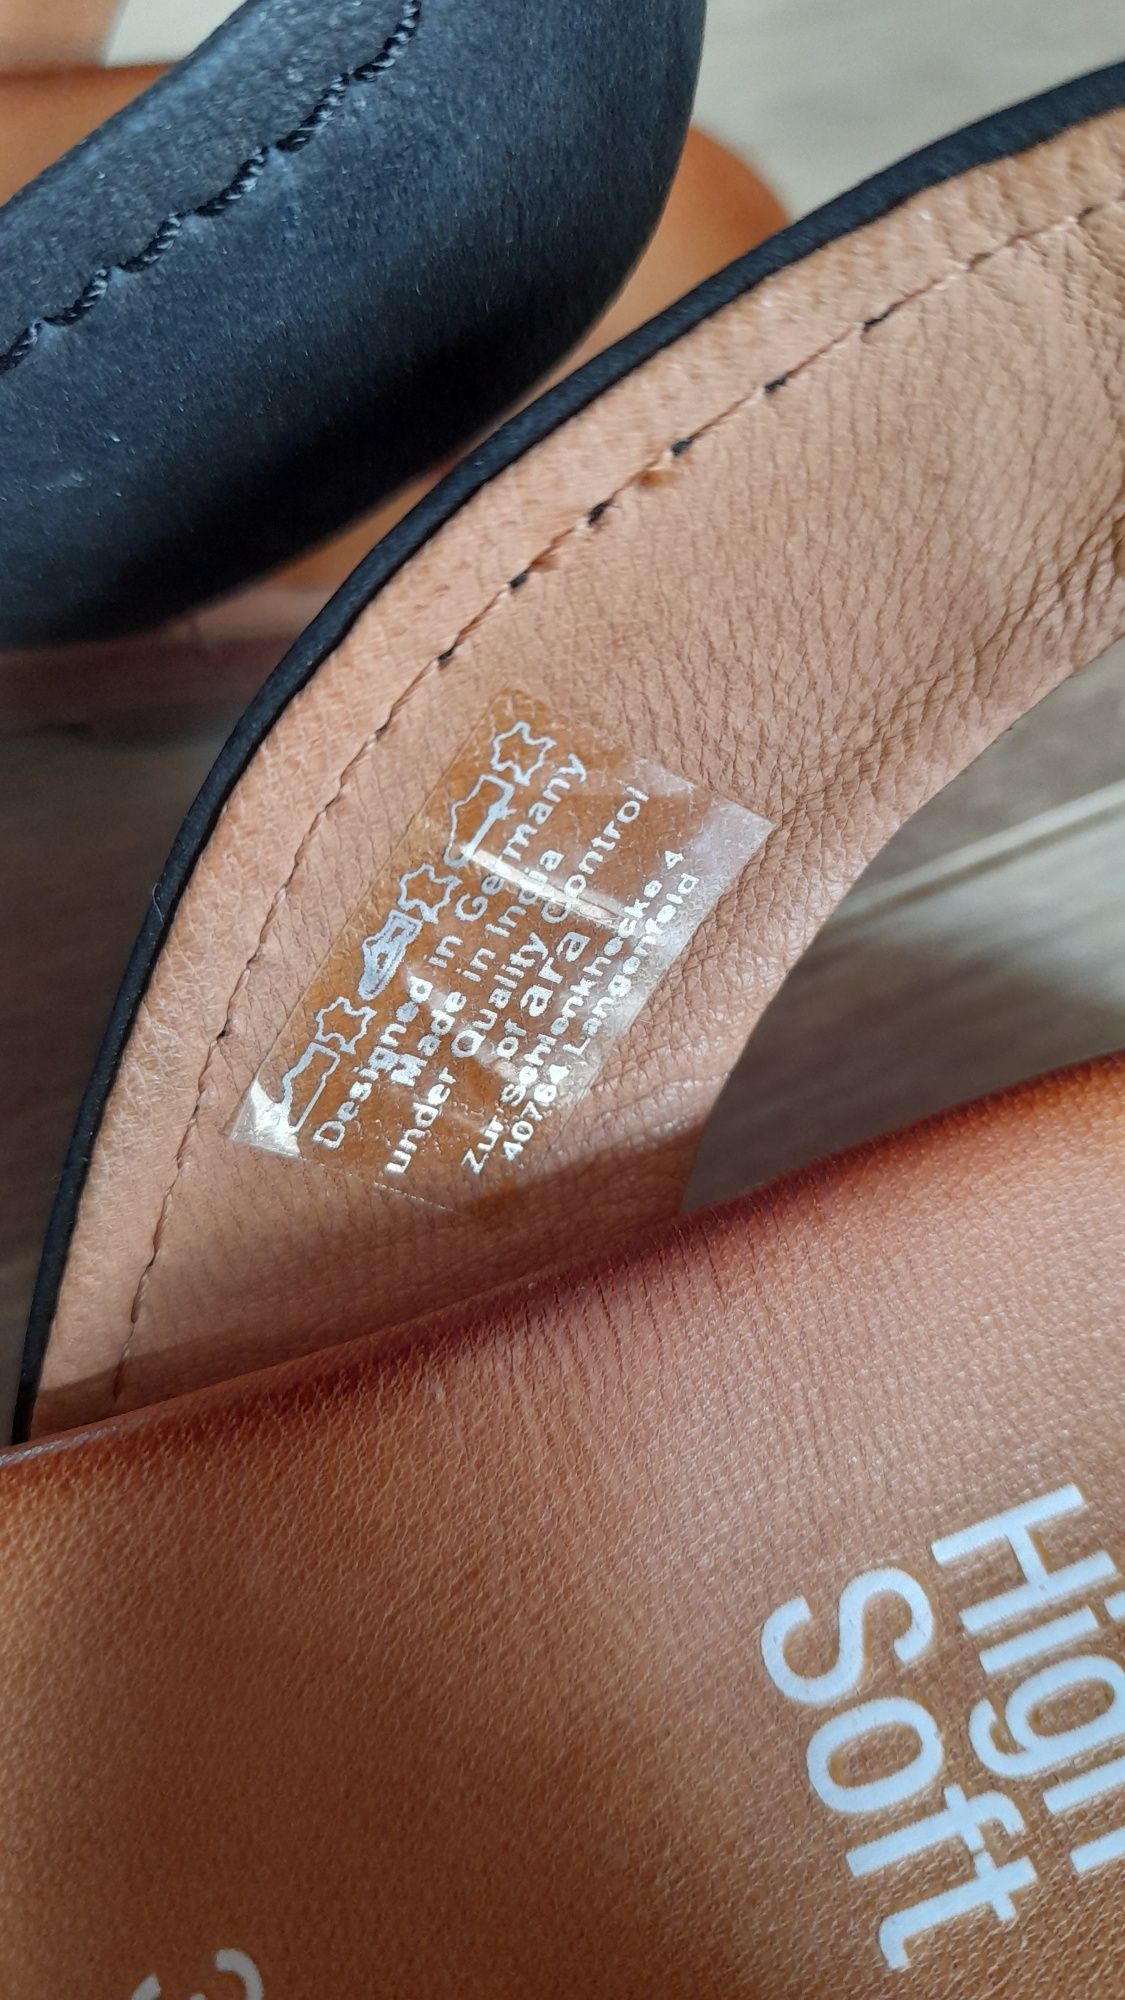 Designed in Germany
Made in India
under Quality Control
of ara
Zur Schlenkhecke 4
40764 Langenfeld
High
Soft